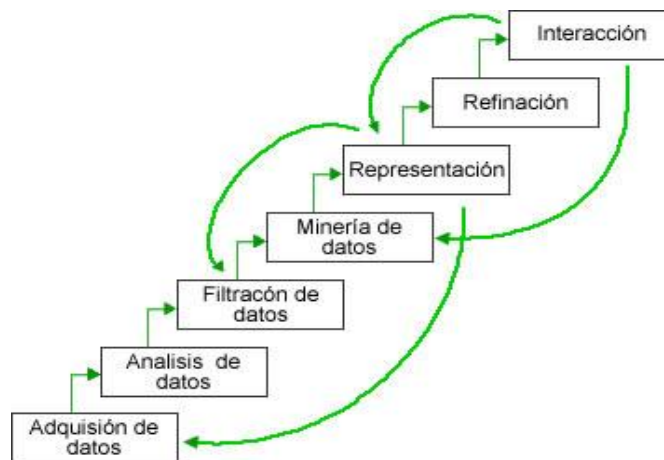 Interacción
Refinación
Representación
Minería de
datos
Filtracón de
datos
Analisis de
datos
Adquisión de
datos